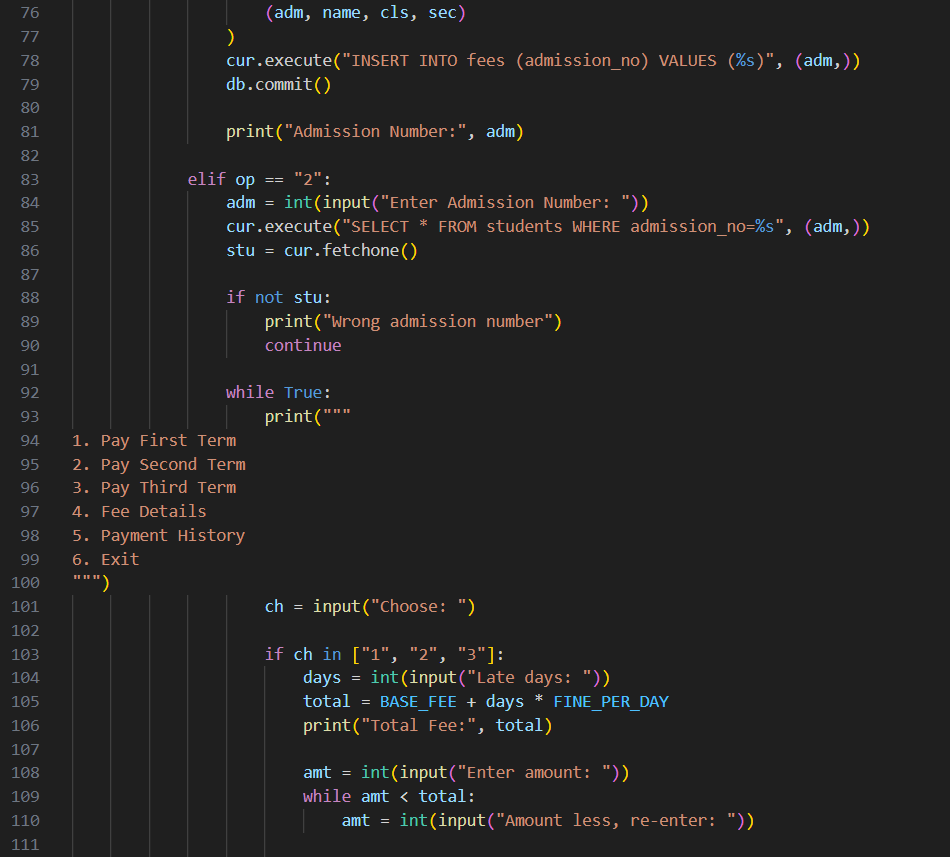 76                     (adm, name, cls, sec)
77                 )
78                 cur.execute("INSERT INTO fees (admission_no) VALUES (%s)", (adm,))
79                 db.commit()
80
81                 print("Admission Number:", adm)
82
83             elif op == "2":
84                 adm = int(input("Enter Admission Number: "))
85                 cur.execute("SELECT * FROM students WHERE admission_no=%s", (adm,))
86                 stu = cur.fetchone()
87
88                 if not stu:
89                     print("Wrong admission number")
90                     continue
91
92                 while True:
93                     print("""
94 1. Pay First Term
95 2. Pay Second Term
96 3. Pay Third Term
97 4. Fee Details
98 5. Payment History
99 6. Exit
100 """)
101                     ch = input("Choose: ")
102
103                     if ch in ["1", "2", "3"]:
104                         days = int(input("Late days: "))
105                         total = BASE_FEE + days * FINE_PER_DAY
106                         print("Total Fee:", total)
107
108                         amt = int(input("Enter amount: "))
109                         while amt < total:
110                             amt = int(input("Amount less, re-enter: "))
111